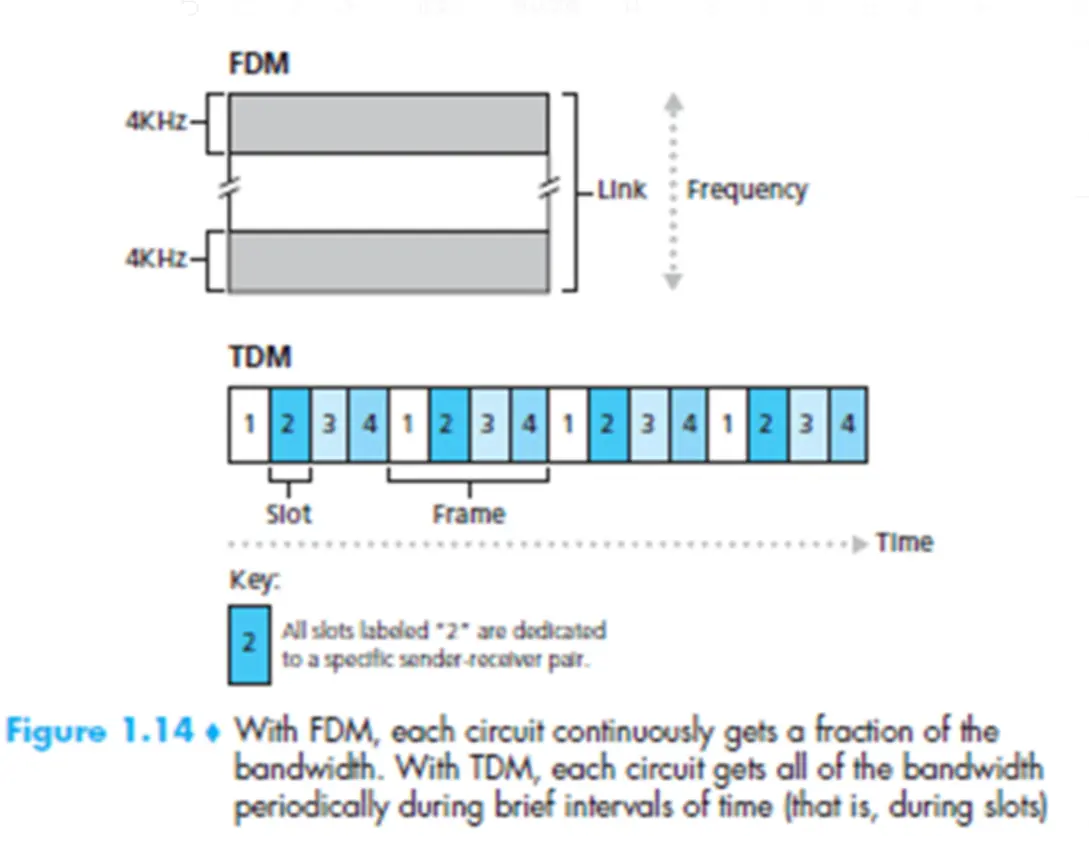 FDM
4KHz
Link
Frequency
4KHz
TDM
1 2 3 4 1 2 3 4 1 2 3 4 1 2 3 4
Slot
Frame
Time
Key:
2
All slots labeled "2" are dedicated
to a specific sender-receiver pair.
Figure 1.14 ♦ With FDM, each circuit continuously gets a fraction of the
bandwidth. With TDM, each circuit gets all of the bandwidth
periodically during brief intervals of time (that is, during slots)